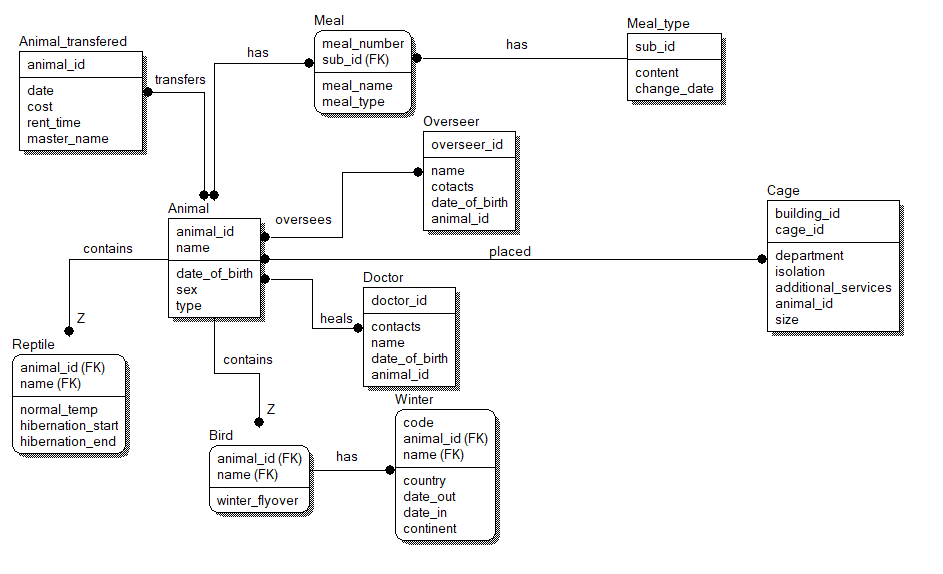 Animal_transfered
animal_id
date
cost
rent_time
master_name
transfers
has
Meal
meal_number
sub_id (FK)
meal_name
meal_type
has
Meal_type
sub_id
content
change_date
Overseer
overseer_id
name
cotacts
date_of_birth
animal_id
oversees
Animal
animal_id
name
date_of_birth
sex
type
placed
Cage
building_id
cage_id
department
isolation
additional_services
animal_id
size
contains
Z
Reptile
animal_id (FK)
name (FK)
normal_temp
hibernation_start
hibernation_end
heals
Doctor
doctor_id
contacts
name
date_of_birth
animal_id
contains
Z
Bird
animal_id (FK)
name (FK)
winter_flyover
has
Winter
code
animal_id (FK)
name (FK)
country
date_out
date_in
continent